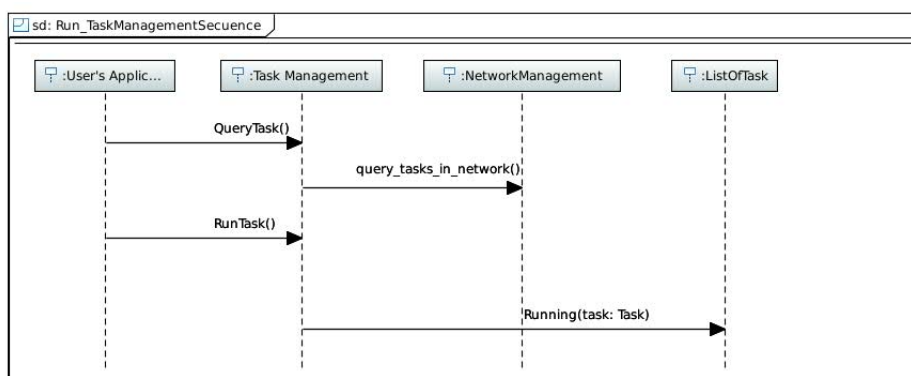 sd: Run_TaskManagementSecuence
:User's Applic...
:Task Management
:NetworkManagement
:ListOfTask
QueryTask()
query_tasks_in_network()
RunTask()
Running(task: Task)